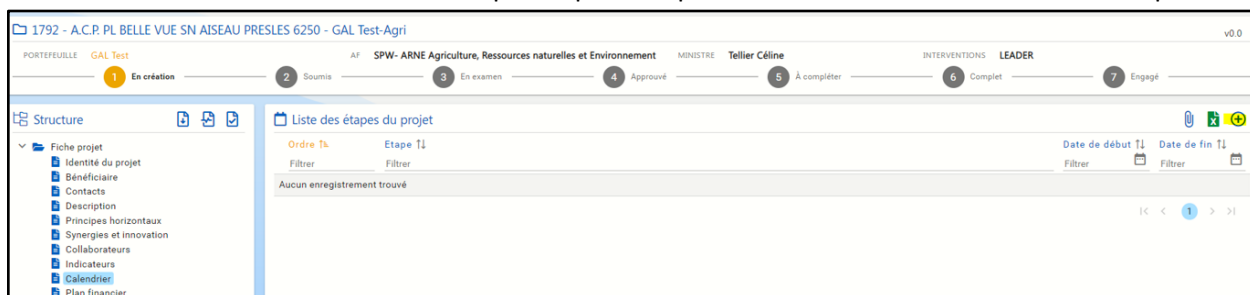 1792 - A.C.P. PL BELLE VUE SN AISEAU PRESLES 6250 - GAL Test-Agri
v0.0
PORTEFEUILLE GAL Test AF SPW- ARNE Agriculture, Ressources naturelles et Environnement MINISTRE Tellier Céline INTERVENTIONS LEADER
1 En création 2 Soumis 3 En examen 4 Approuvé 5 À compléter 6 Complet 7 Engagé
Structure
Fiche projet
Identité du projet
Bénéficiaire
Contacts
Description
Principes horizontaux
Synergies et innovation
Collaborateurs
Indicateurs
Calendrier
Plan financier
Liste des étapes du projet
Ordre Etape Date de début Date de fin
Filtrer Filtrer Filtrer Filtrer
Aucun enregistrement trouvé
1